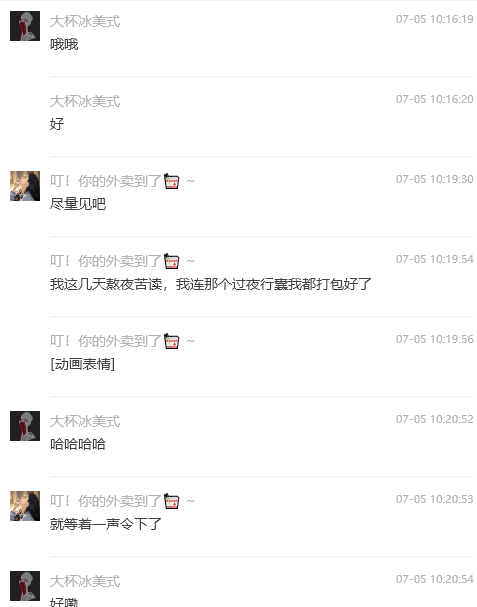 大杯冰美式 07-05 10:16:19
哦哦
大杯冰美式 07-05 10:16:20
好
叮！你的外卖到了🥡 ~ 07-05 10:19:30
尽量见吧
叮！你的外卖到了🥡 ~ 07-05 10:19:54
我这几天熬夜苦读，我连那个过夜行囊我都打包好了
叮！你的外卖到了🥡 ~ 07-05 10:19:56
[动画表情]
大杯冰美式 07-05 10:20:52
哈哈哈哈
叮！你的外卖到了🥡 ~ 07-05 10:20:53
就等着一声令下了
大杯冰美式 07-05 10:20:54
好嘞